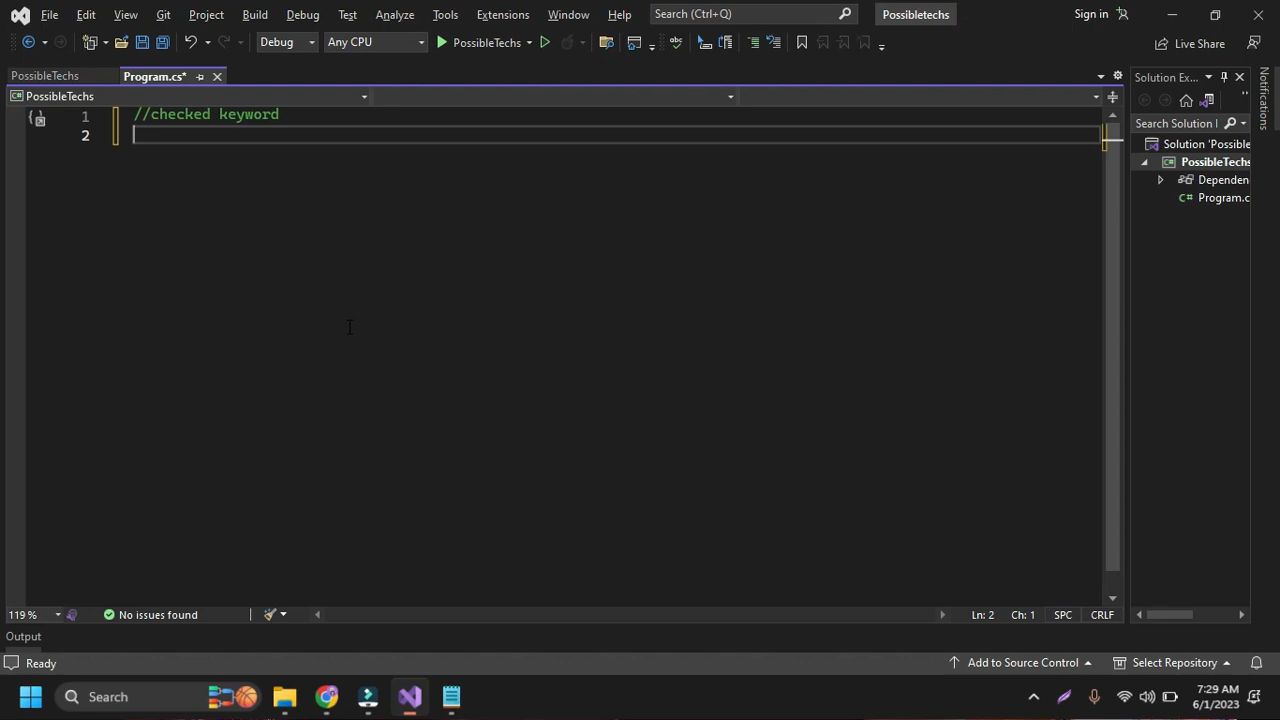 File Edit View Git Project Build Debug Test Analyze Tools Extensions Window Help Search (Ctrl+Q) Possibletechs Sign in
Debug Any CPU PossibleTechs Live Share
PossibleTechs Program.cs* Solution Ex...
PossibleTechs
1 //checked keyword
2
Search Solution
Solution 'Possible
PossibleTechs
Dependen
Program.c
Notifications
119 % No issues found Ln: 2 Ch: 1 SPC CRLF
Output
Ready Add to Source Control Select Repository
Search 7:29 AM
6/1/2023